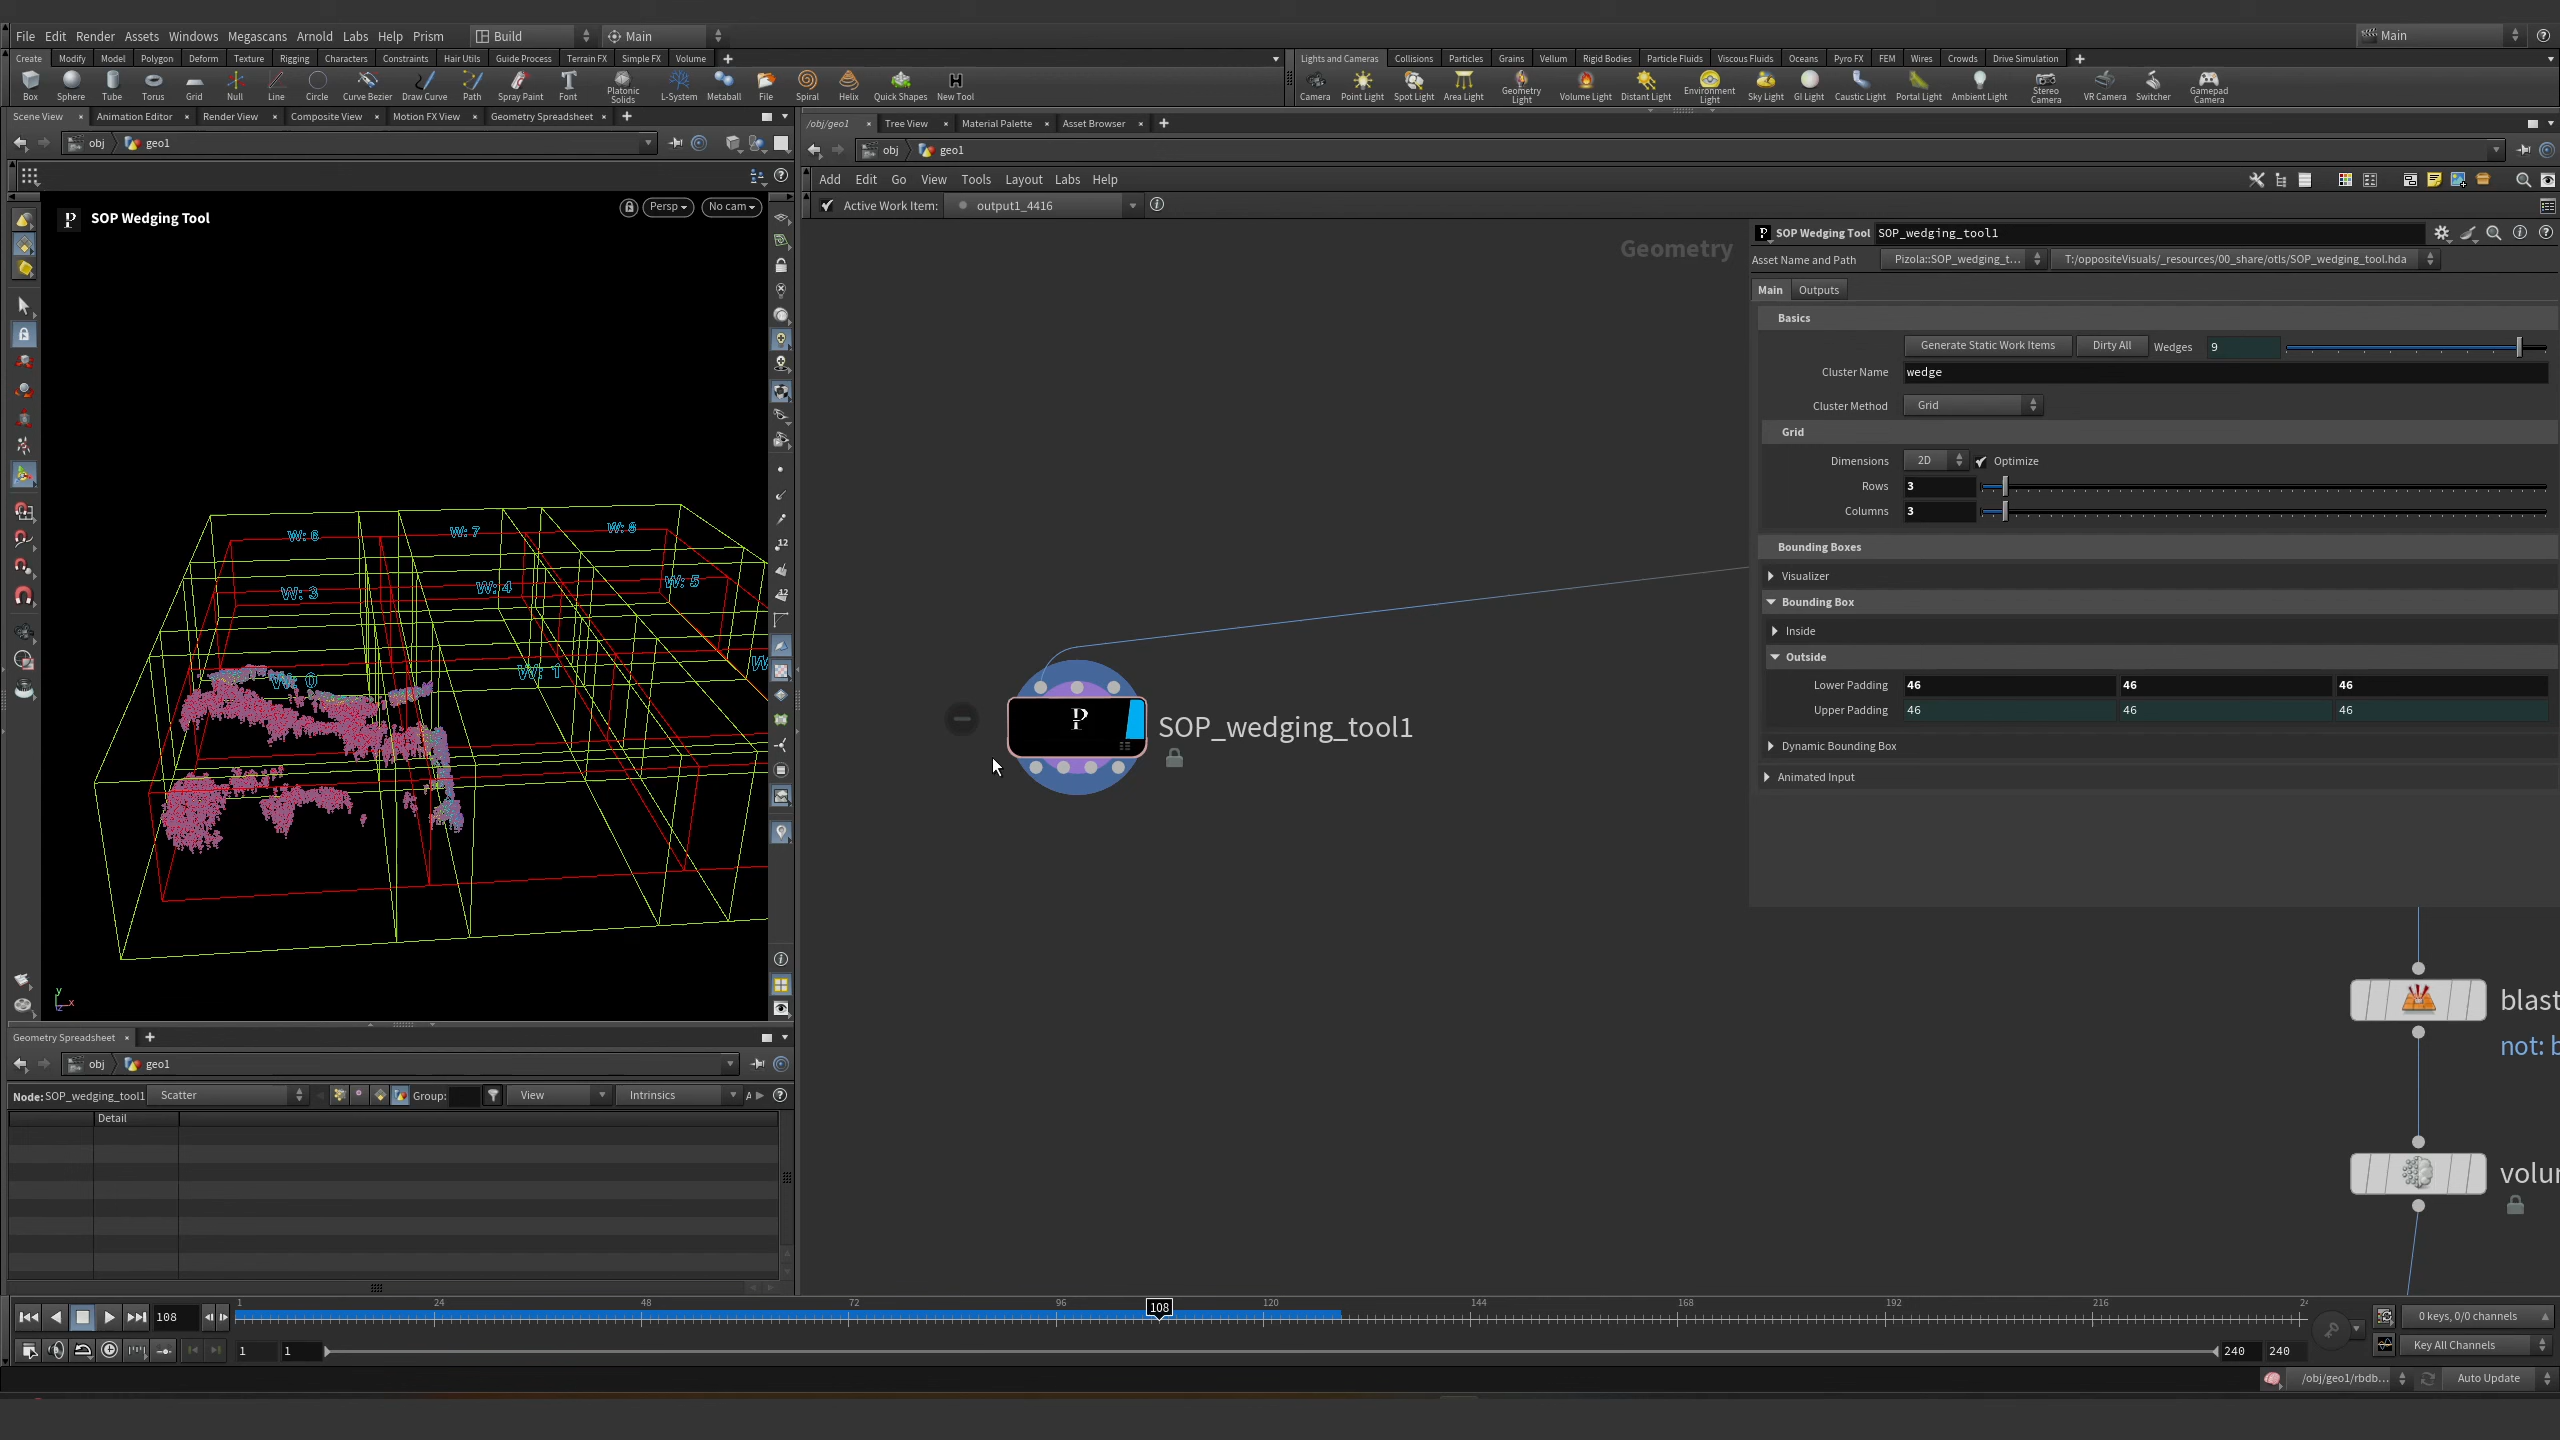 File Edit Render Assets Windows Megascans Arnold Labs Help Prism Build Main Main
Create Modify Model Polygon Deform Texture Rigging Characters Constraints Hair Utils Guide Process Terrain FX Simple FX Volume
Lights and Cameras Collisions Particles Grains Vellum Rigid Bodies Particle Fluids Viscous Fluids Oceans Pyro FX FEM Wires Crowds Drive Simulation
Box Sphere Tube Torus Grid Null Line Circle Curve Bezier Draw Curve Path Spray Paint Font Platonic Solids L-System Metaball File Spiral Helix Quick Shapes New Tool
Camera Point Light Spot Light Area Light Geometry Light Volume Light Distant Light Environment Light Sky Light GI Light Caustic Light Portal Light Ambient Light Stereo Camera VR Camera Switcher Gamepad Camera
Scene View Animation Editor Render View Composite View Motion FX View Geometry Spreadsheet
obj geo1
SOP Wedging Tool
Persp No cam
W: 6 W: 7 W: 8
W: 3 W: 4 W: 5
W: 0 W: 1 W
y x z
/obj/geo1 Tree View Material Palette Asset Browser
obj geo1
Add Edit Go View Tools Layout Labs Help
Active Work Item: output1_4416
Geometry
SOP_wedging_tool1
SOP Wedging Tool SOP_wedging_tool1
Asset Name and Path Pizola::SOP_wedging_t... T:/oppositeVisuals/_resources/00_share/otls/SOP_wedging_tool.hda
Main Outputs
Basics
Generate Static Work Items Dirty All Wedges 9
Cluster Name wedge
Cluster Method Grid
Grid
Dimensions 2D Optimize
Rows 3
Columns 3
Bounding Boxes
Visualizer
Bounding Box
Inside
Outside
Lower Padding 46 46 46
Upper Padding 46 46 46
Dynamic Bounding Box
Animated Input
blast
not: b
volu
Geometry Spreadsheet
obj geo1
Node: SOP_wedging_tool1 Scatter Group: View Intrinsics A
Detail
1 24 48 72 96 108 120 144 168 192 216 24
108
0 keys, 0/0 channels
1 1 240 240
Key All Channels
/obj/geo1/rbdb... Auto Update